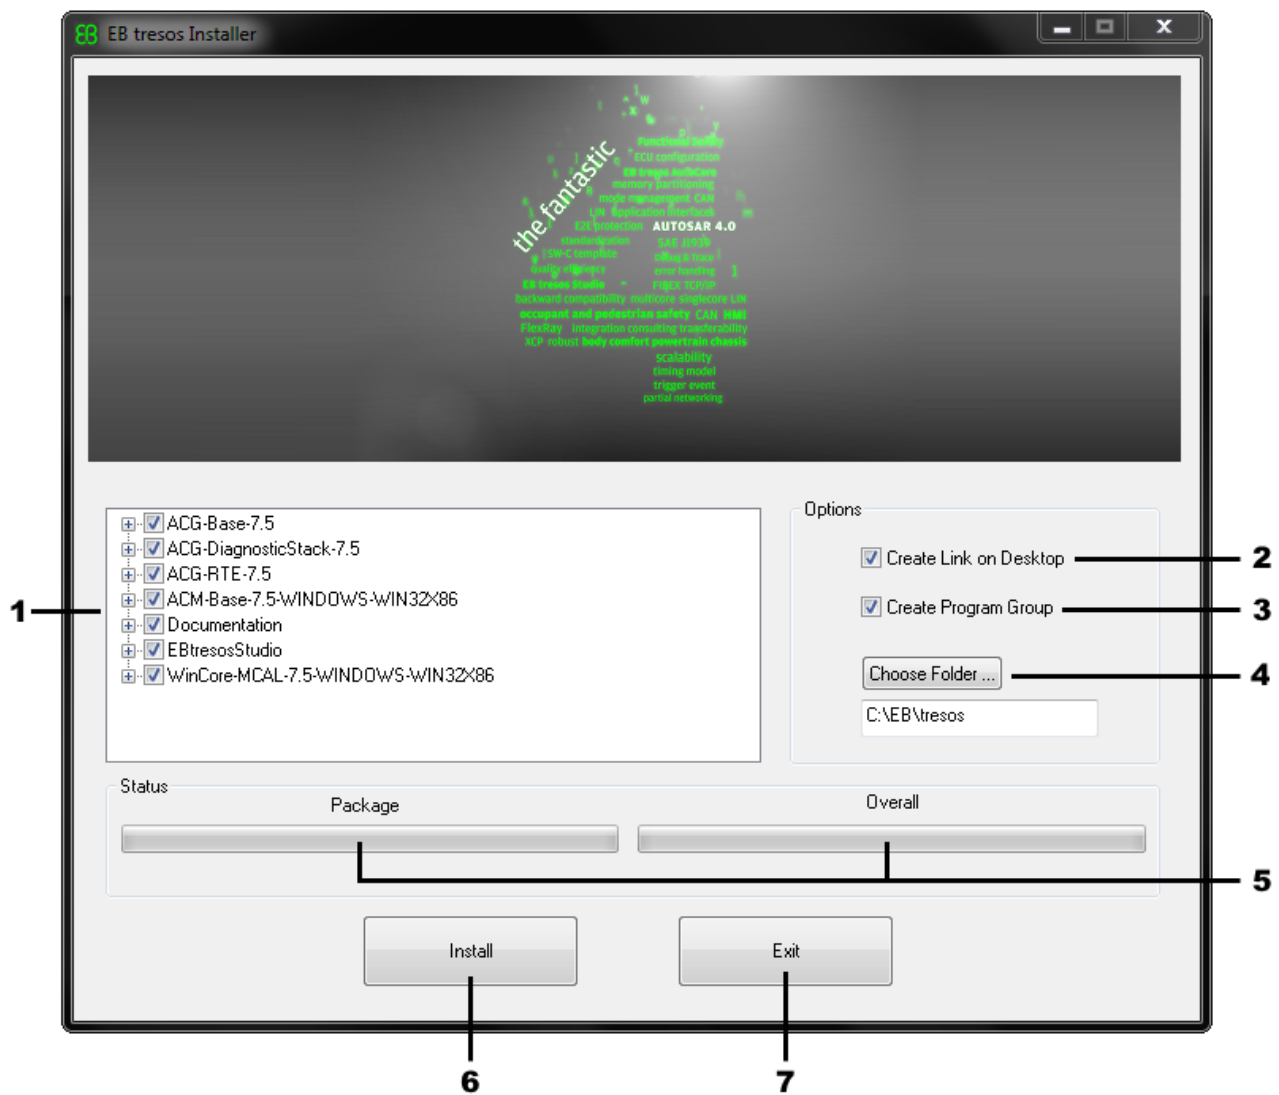 EB EB tresos Installer
the fantastic
Functional Safety
ECU configuration
EB tresos AutoCore
memory partitioning
mode management CAN
LIN application interfaces
E2E protection AUTOSAR 4.0
standardization SAE J1939
SW-C template Debug & trace
quality efficiency error handling
EB tresos Studio FIBEX TCP/IP
backward compatibility multicore singlecore LIN
occupant and pedestrian safety CAN HMI
FlexRay integration consulting transferability
XCP robust body comfort powertrain chassis
scalability
timing model
trigger event
partial networking
ACG-Base-7.5
ACG-DiagnosticStack-7.5
ACG-RTE-7.5
ACM-Base-7.5-WINDOWS-WIN32X86
Documentation
EBtresosStudio
WinCore-MCAL-7.5-WINDOWS-WIN32X86
1
Options
Create Link on Desktop
2
Create Program Group
3
Choose Folder ...
4
C:\EB\tresos
Status
Package
Overall
5
Install
Exit
6
7